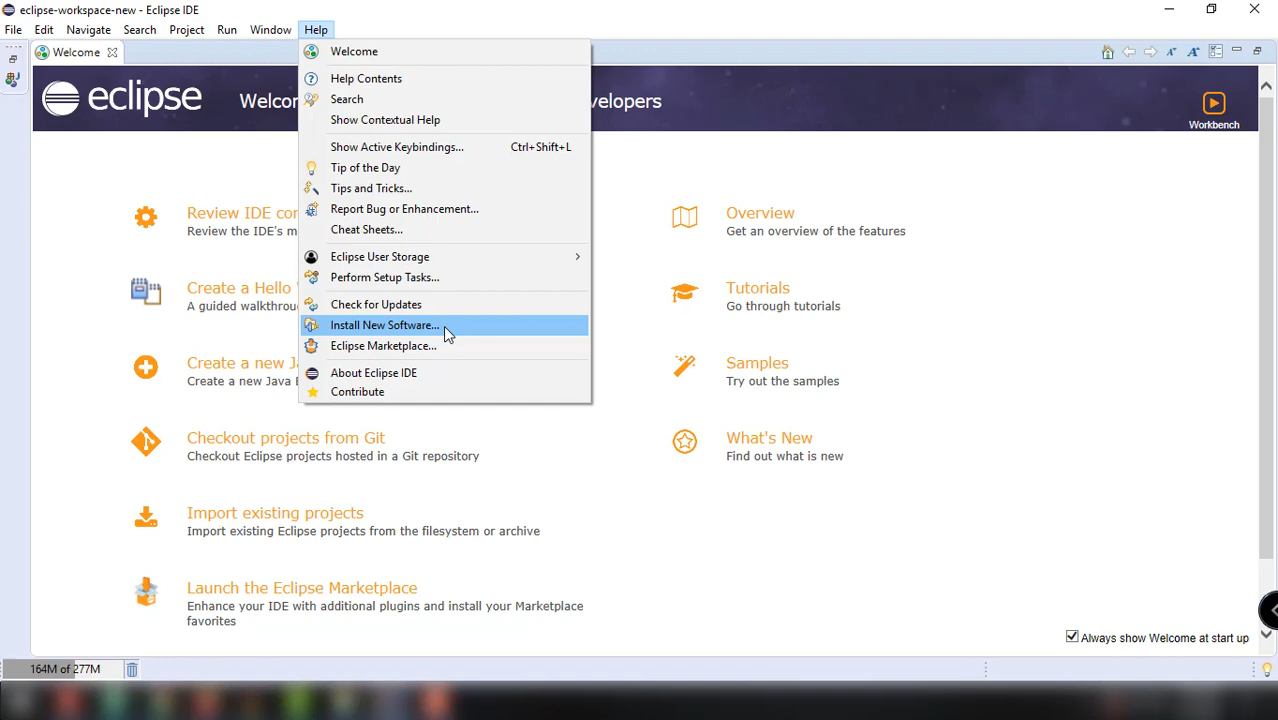 eclipse-workspace-new - Eclipse IDE
File Edit Navigate Search Project Run Window Help
Welcome
eclipse Welcor velopers
Workbench
Welcome
Help Contents
Search
Show Contextual Help
Show Active Keybindings... Ctrl+Shift+L
Tip of the Day
Tips and Tricks...
Report Bug or Enhancement...
Cheat Sheets...
Eclipse User Storage
Perform Setup Tasks...
Check for Updates
Install New Software...
Eclipse Marketplace...
About Eclipse IDE
Contribute
Review IDE con
Review the IDE's m
Create a Hello
A guided walkthrou
Create a new Ja
Create a new Java E
Checkout projects from Git
Checkout Eclipse projects hosted in a Git repository
Import existing projects
Import existing Eclipse projects from the filesystem or archive
Launch the Eclipse Marketplace
Enhance your IDE with additional plugins and install your Marketplace
favorites
Overview
Get an overview of the features
Tutorials
Go through tutorials
Samples
Try out the samples
What's New
Find out what is new
Always show Welcome at start up
164M of 277M